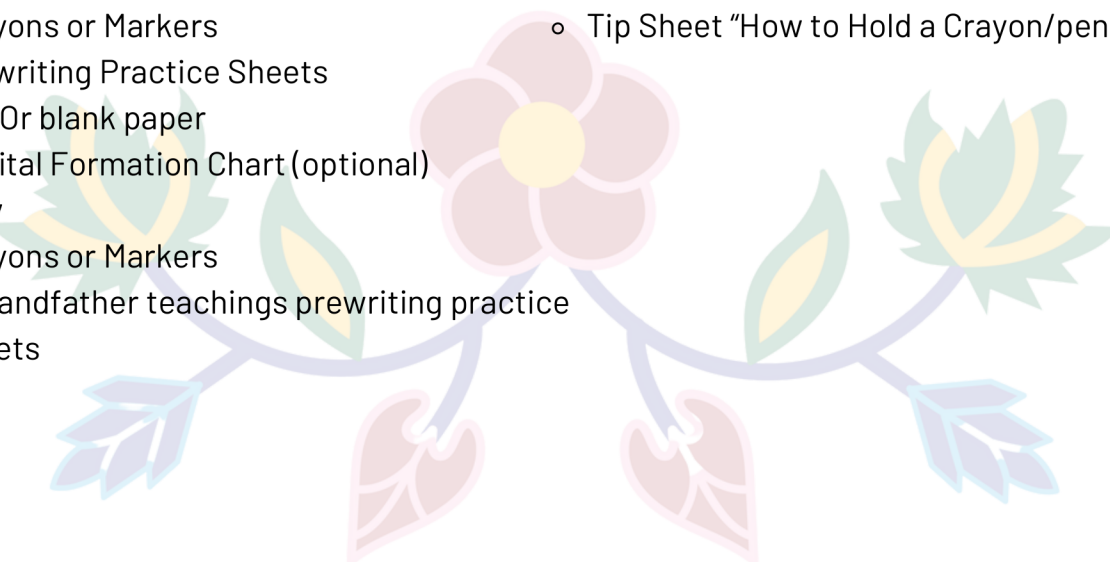 yons or Markers
writing Practice Sheets
Or blank paper
ital Formation Chart (optional)
yons or Markers
andfather teachings prewriting practice
ets
Tip Sheet “How to Hold a Crayon/pen